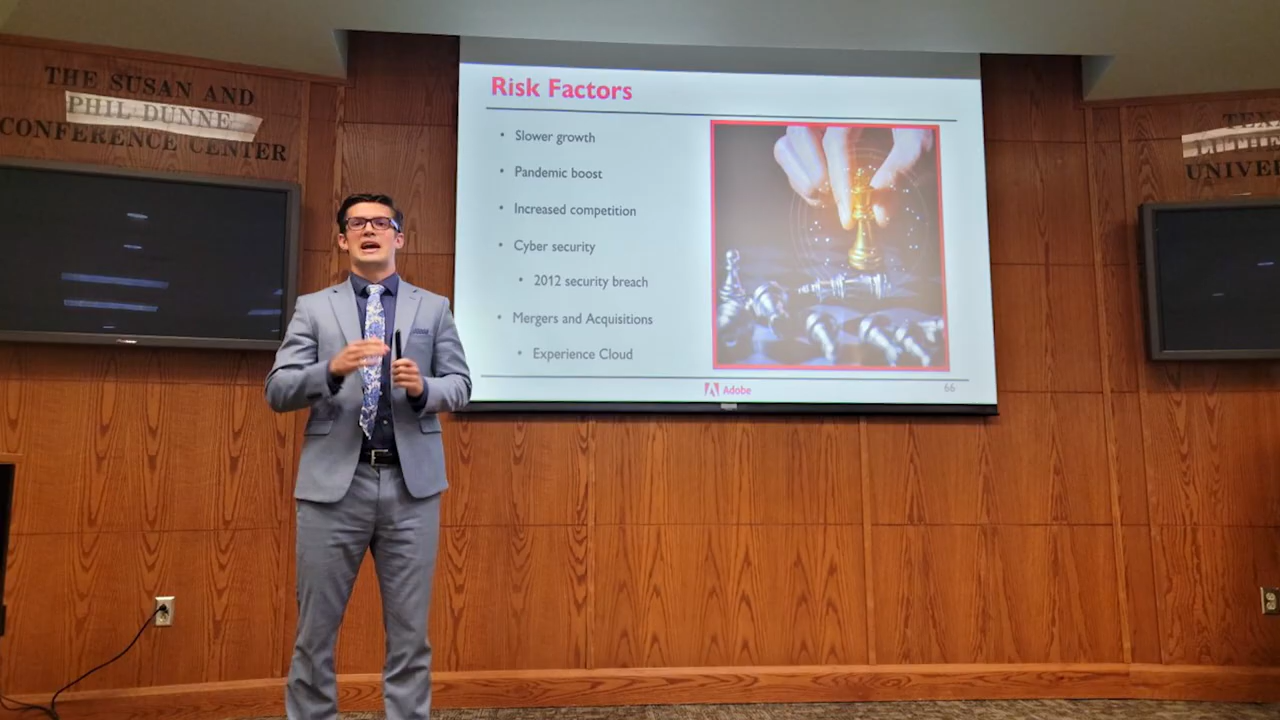 THE SUSAN AND
PHIL DUNNE
CONFERENCE CENTER
Risk Factors
• Slower growth
• Pandemic boost
• Increased competition
• Cyber security
• 2012 security breach
• Mergers and Acquisitions
• Experience Cloud
Adobe
66